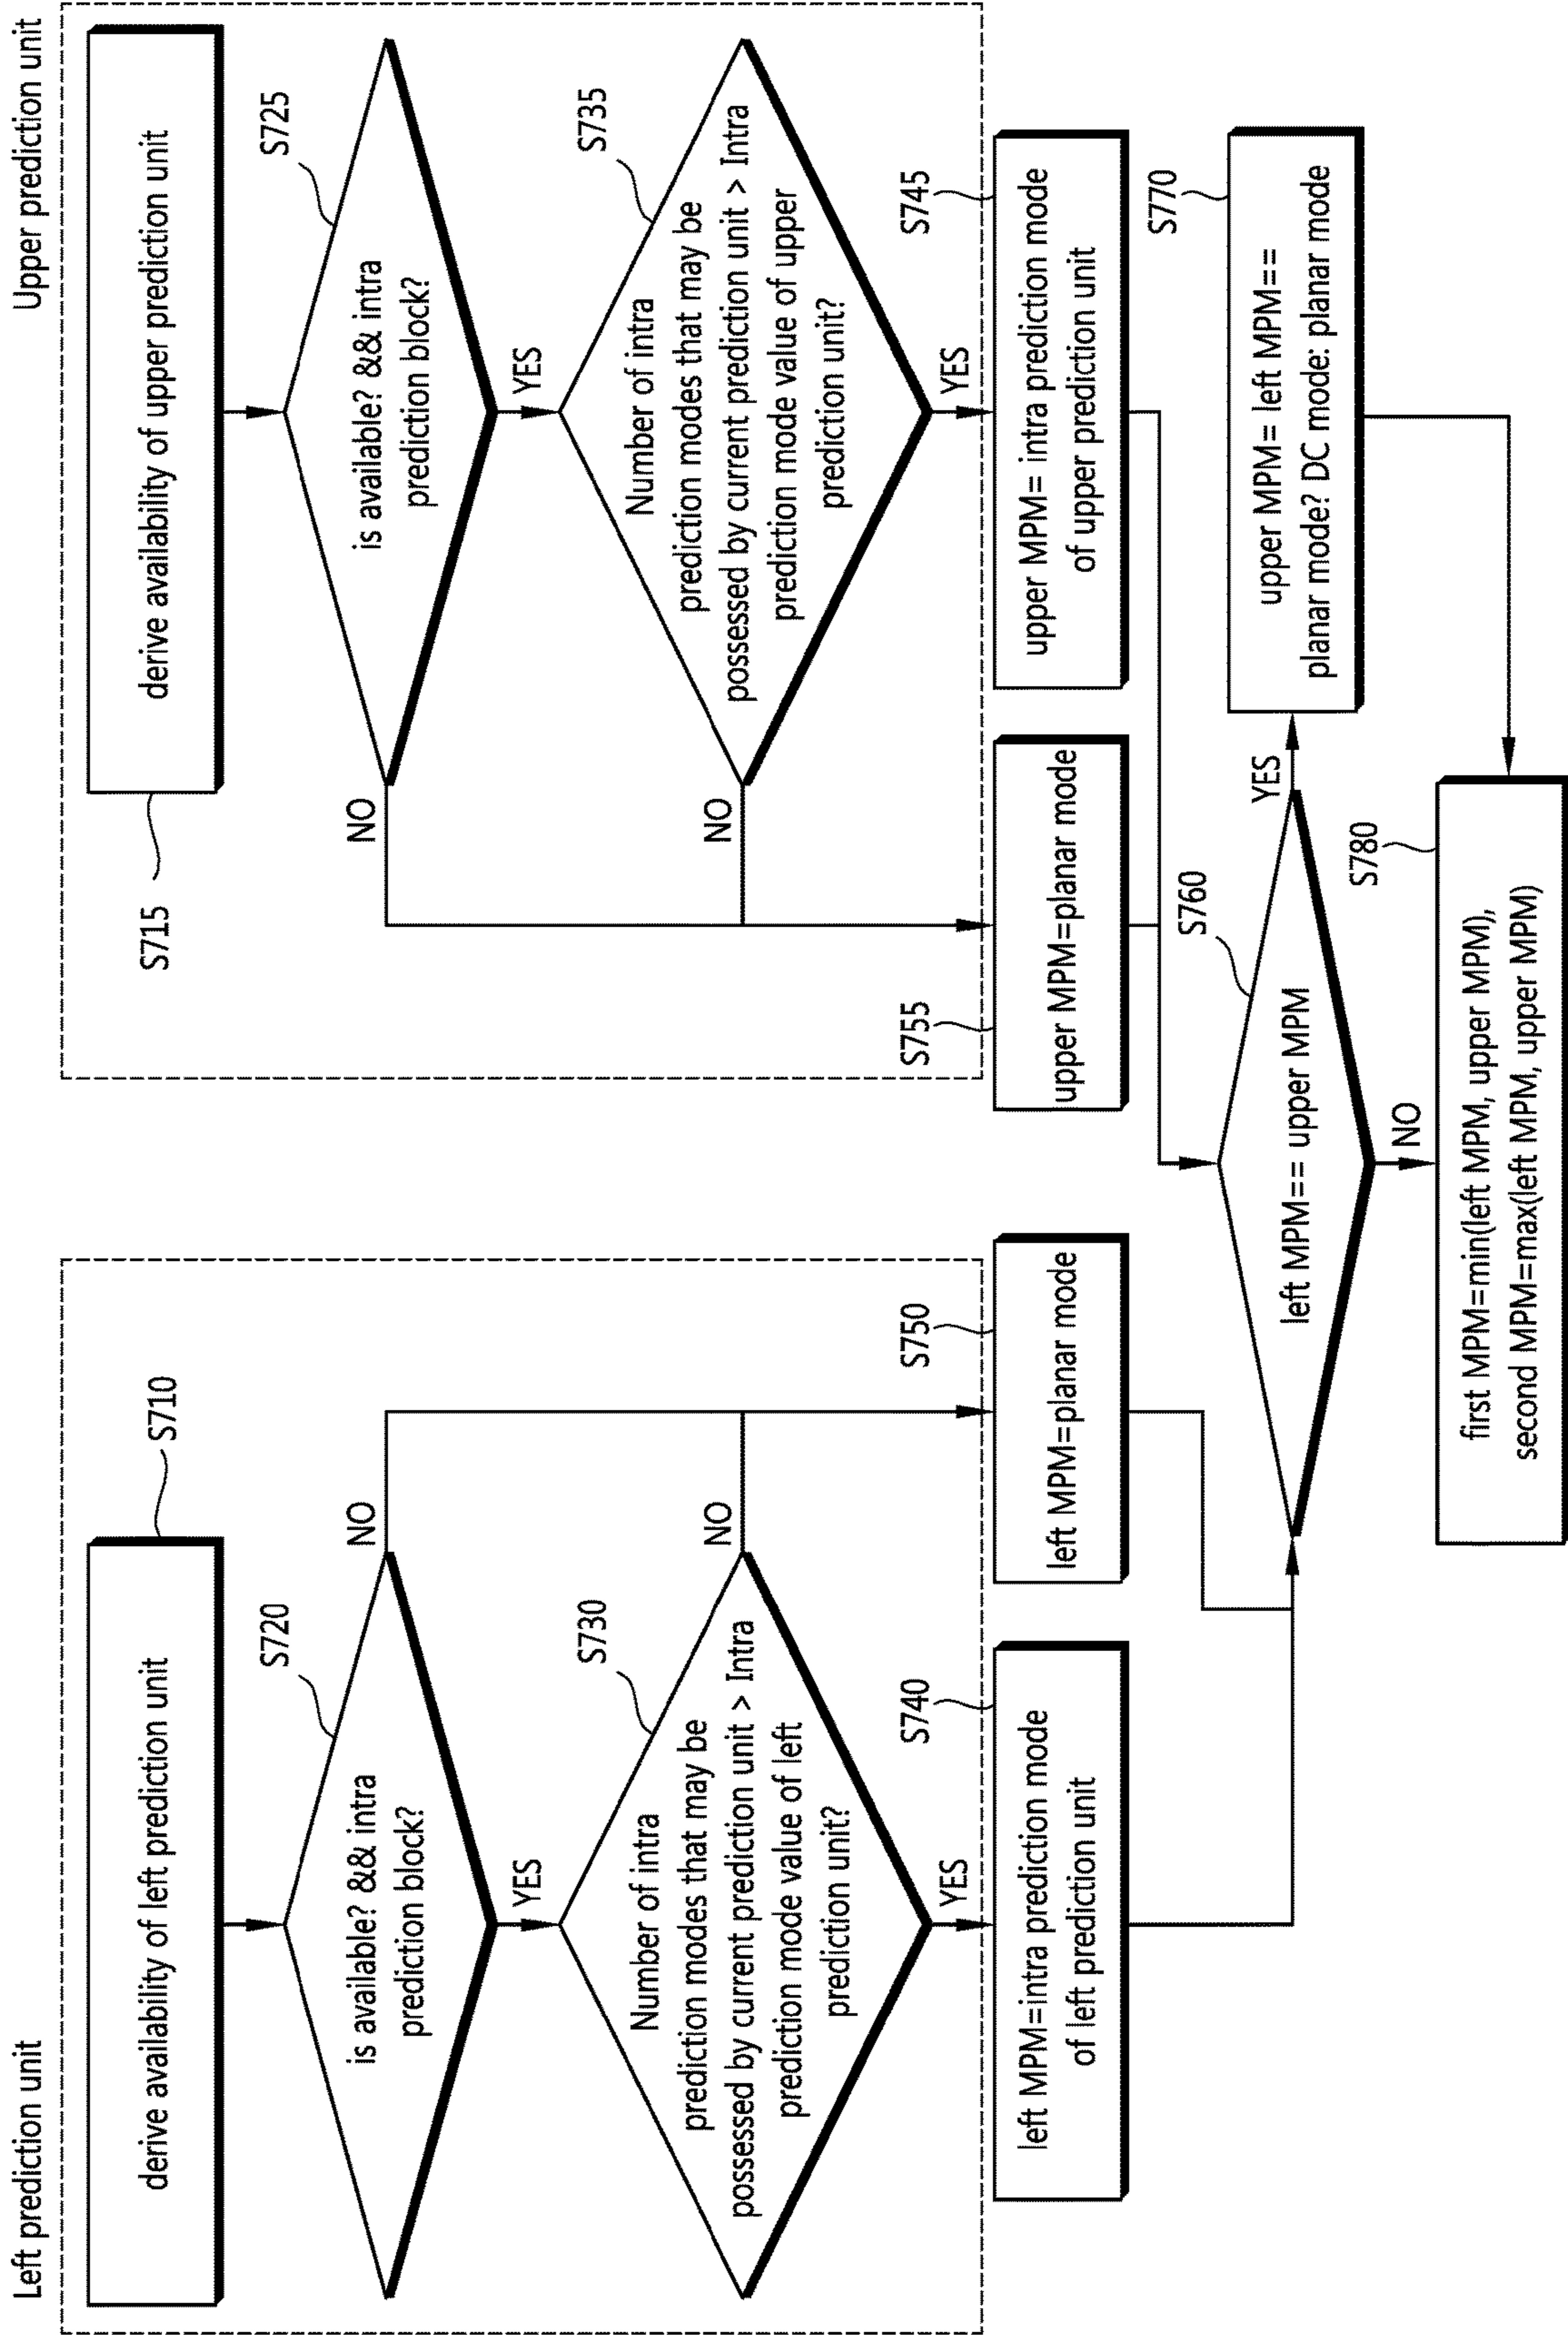 Left prediction unit
derive availability of left prediction unit
S710
is available? && intra
prediction block?
S720
NO
YES
Number of intra
prediction modes that may be
possessed by current prediction unit > Intra
prediction mode value of left
prediction unit?
S730
NO
YES
left MPM=intra prediction mode
of left prediction unit
S740
left MPM=planar mode
S750
Upper prediction unit
derive availability of upper prediction unit
S715
is available? && intra
prediction block?
S725
NO
YES
Number of intra
prediction modes that may be
possessed by current prediction unit > Intra
prediction mode value of upper
prediction unit?
S735
NO
YES
upper MPM=planar mode
S755
upper MPM= intra prediction mode
of upper prediction unit
S745
left MPM== upper MPM
S760
YES
NO
upper MPM= left MPM==
planar mode? DC mode: planar mode
S770
first MPM=min(left MPM, upper MPM),
second MPM=max(left MPM, upper MPM)
S780